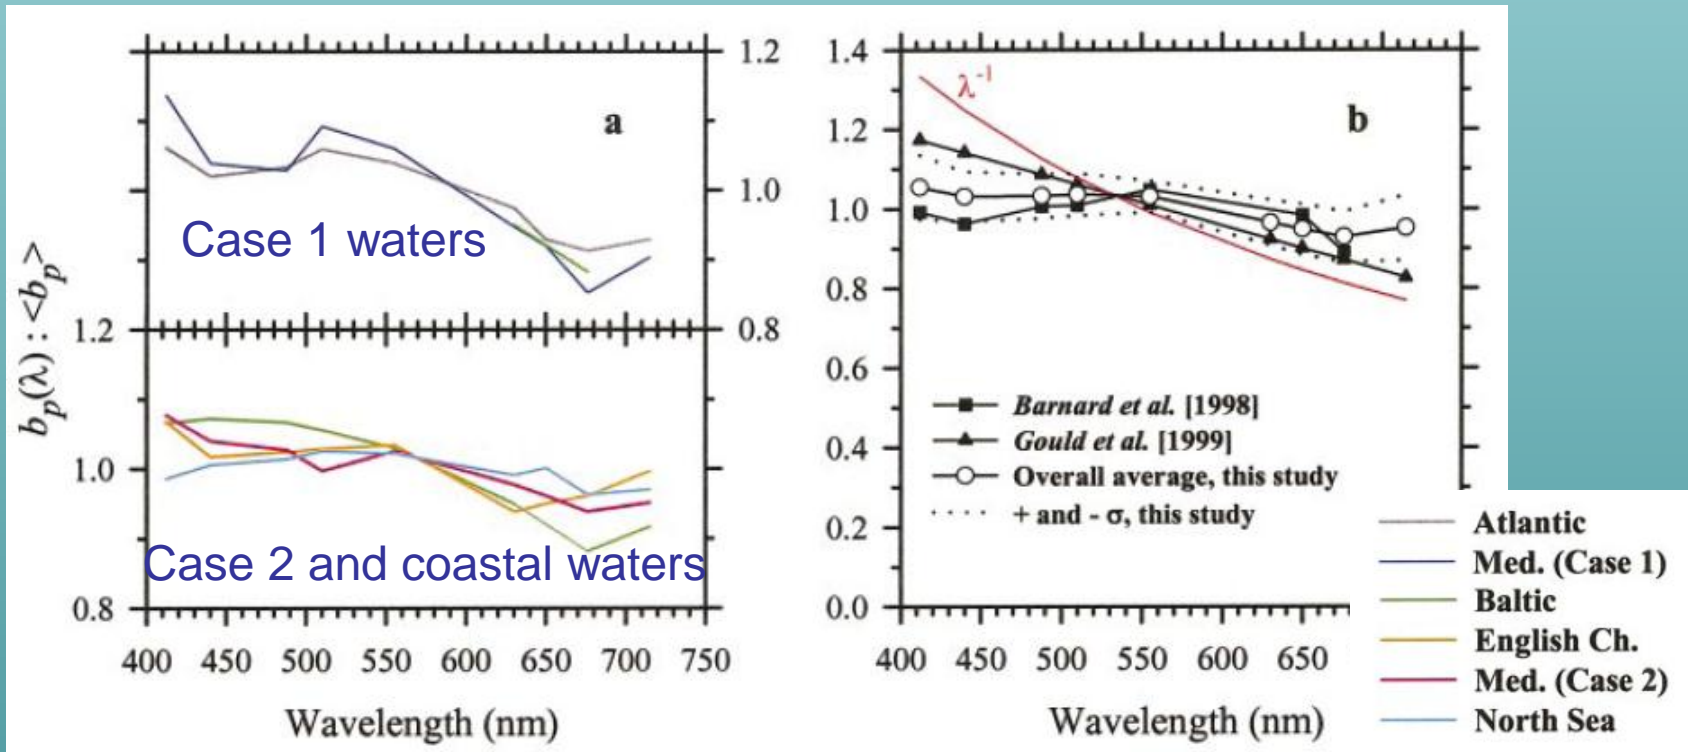 1.2
1.0
0.8
a
Case 1 waters
b_p(λ) : <b_p>
1.2
1.0
0.8
Case 2 and coastal waters
400 450 500 550 600 650 700 750
Wavelength (nm)
1.4
1.2
1.0
0.8
0.6
0.4
0.2
0.0
λ⁻¹
b
Barnard et al. [1998]
Gould et al. [1999]
Overall average, this study
+ and - σ, this study
400 450 500 550 600 650
Wavelength (nm)
Atlantic
Med. (Case 1)
Baltic
English Ch.
Med. (Case 2)
North Sea